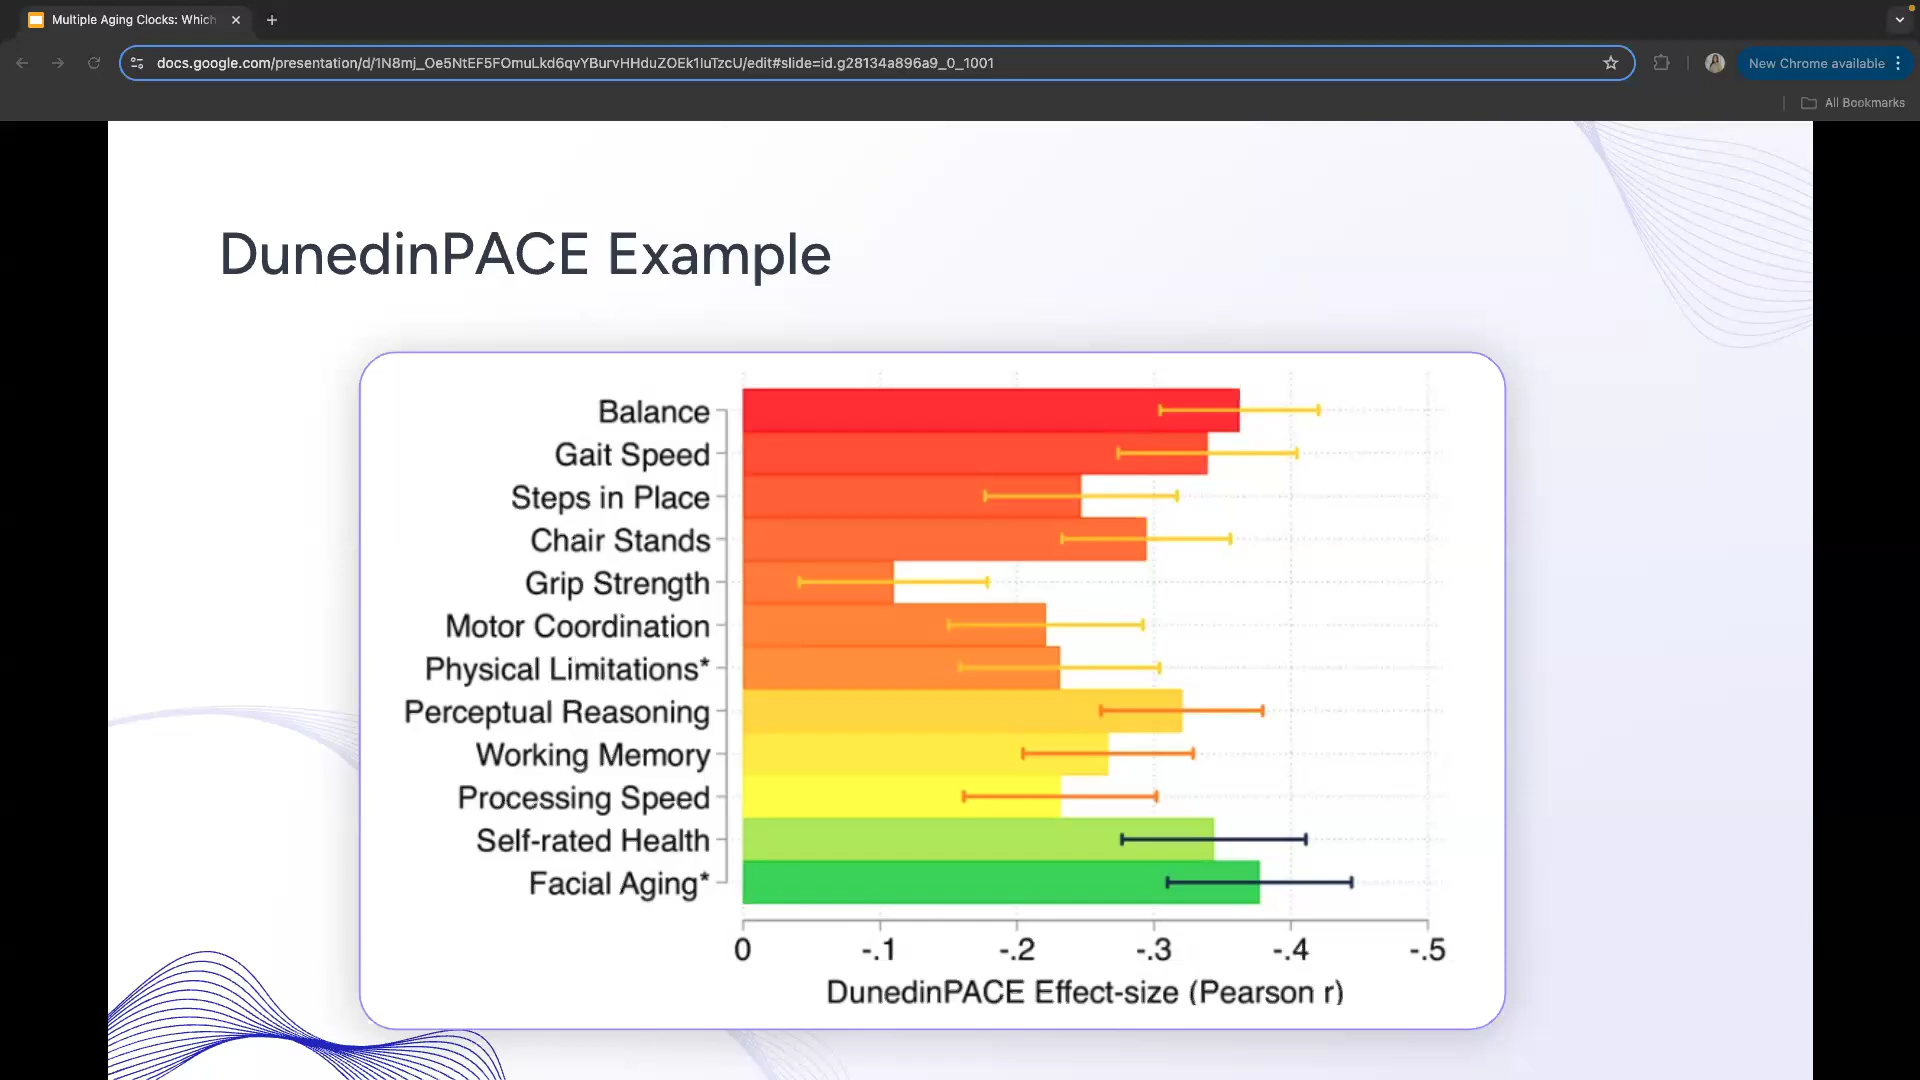 Multiple Aging Clocks: Which
docs.google.com/presentation/d/1N8mj_Oe5NtEF5FOmuLkd6qvYBurvHHduZOEk1luTzcU/edit#slide=id.g28134a896a9_0_1001
New Chrome available
All Bookmarks
DunedinPACE Example
Balance
Gait Speed
Steps in Place
Chair Stands
Grip Strength
Motor Coordination
Physical Limitations*
Perceptual Reasoning
Working Memory
Processing Speed
Self-rated Health
Facial Aging*
0 -.1 -.2 -.3 -.4 -.5
DunedinPACE Effect-size (Pearson r)